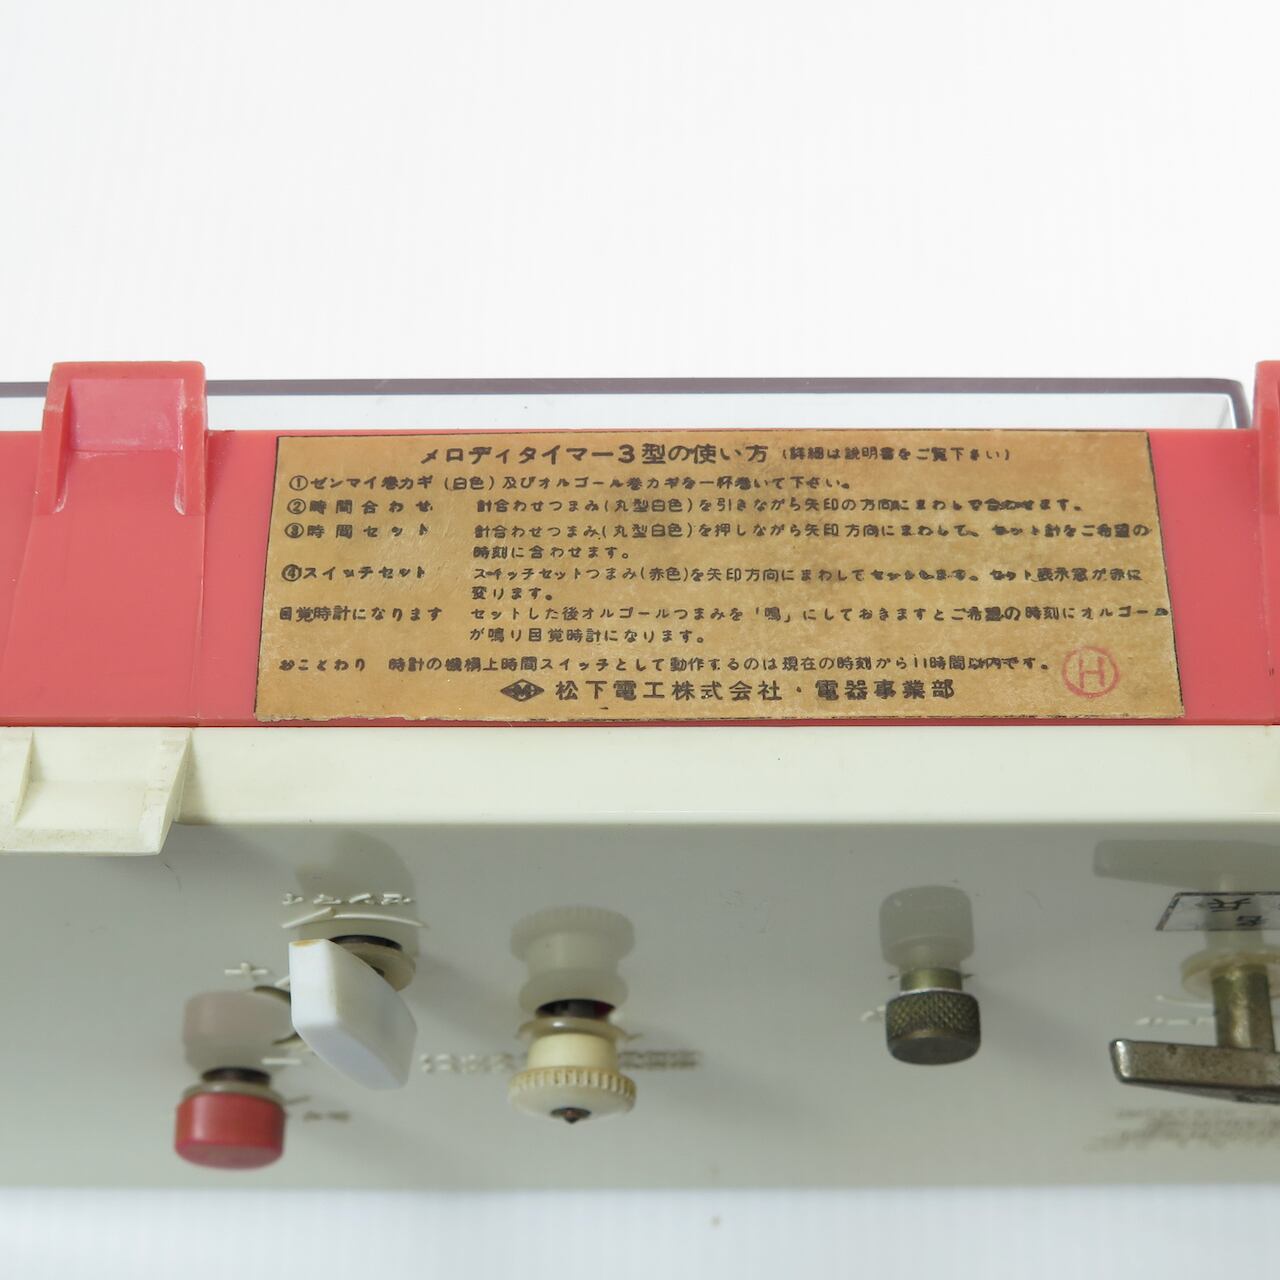 メロディタイマー3型の使い方 (詳細は説明書をご覧下さい)
①ゼンマイ巻カギ (白色) 及びオルゴール巻カギを一杯巻いて下さい。
②時間合わせ 針合わせつまみ(丸型白色)を引きながら矢印の方向にまわして合わせます。
③時間セット 針合わせつまみ(丸型白色)を押しながら矢印方向にまわして、セット針をご希望の
時刻に合わせます。
④スイッチセット スイッチセットつまみ(赤色)を矢印方向にまわしてセットします。セット表示窓が赤に
変ります。
目覚時計になります セットした後オルゴールつまみを「鳴」にしておきますとご希望の時刻にオルゴール
が鳴り目覚時計になります。
おことわり 時計の機構上時間スイッチとして動作するのは現在の時刻から11時間以内です。
H
M 松下電工株式会社・電器事業部
ゼンマイ